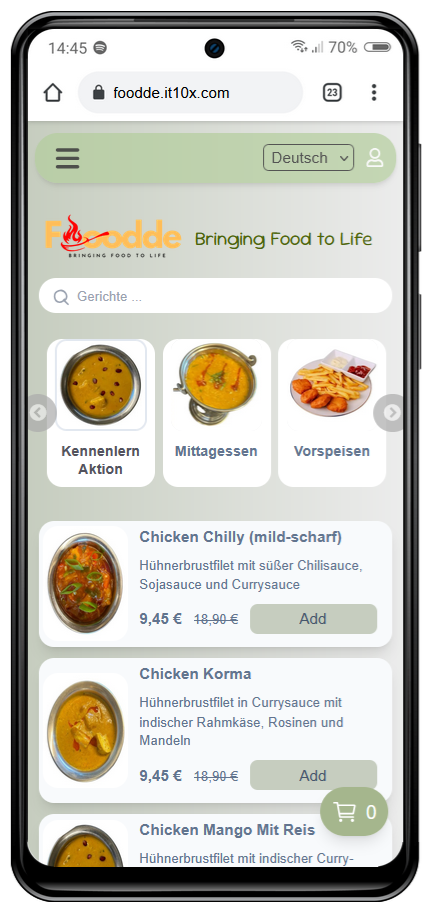 14:45
70%
foodde.it10x.com
23
Deutsch
Fooodde
BRINGING FOOD TO LIFE
Bringing Food to Life
Gerichte ...
Kennenlern
Aktion
Mittagessen
Vorspeisen
Chicken Chilly (mild-scharf)
Hühnerbrustfilet mit süßer Chilisauce,
Sojasauce und Currysauce
9,45 € 18,90 € Add
Chicken Korma
Hühnerbrustfilet in Currysauce mit
indischer Rahmkäse, Rosinen und
Mandeln
9,45 € 18,90 € Add
0
Chicken Mango Mit Reis
Hühnerbrustfilet mit indischer Curry-